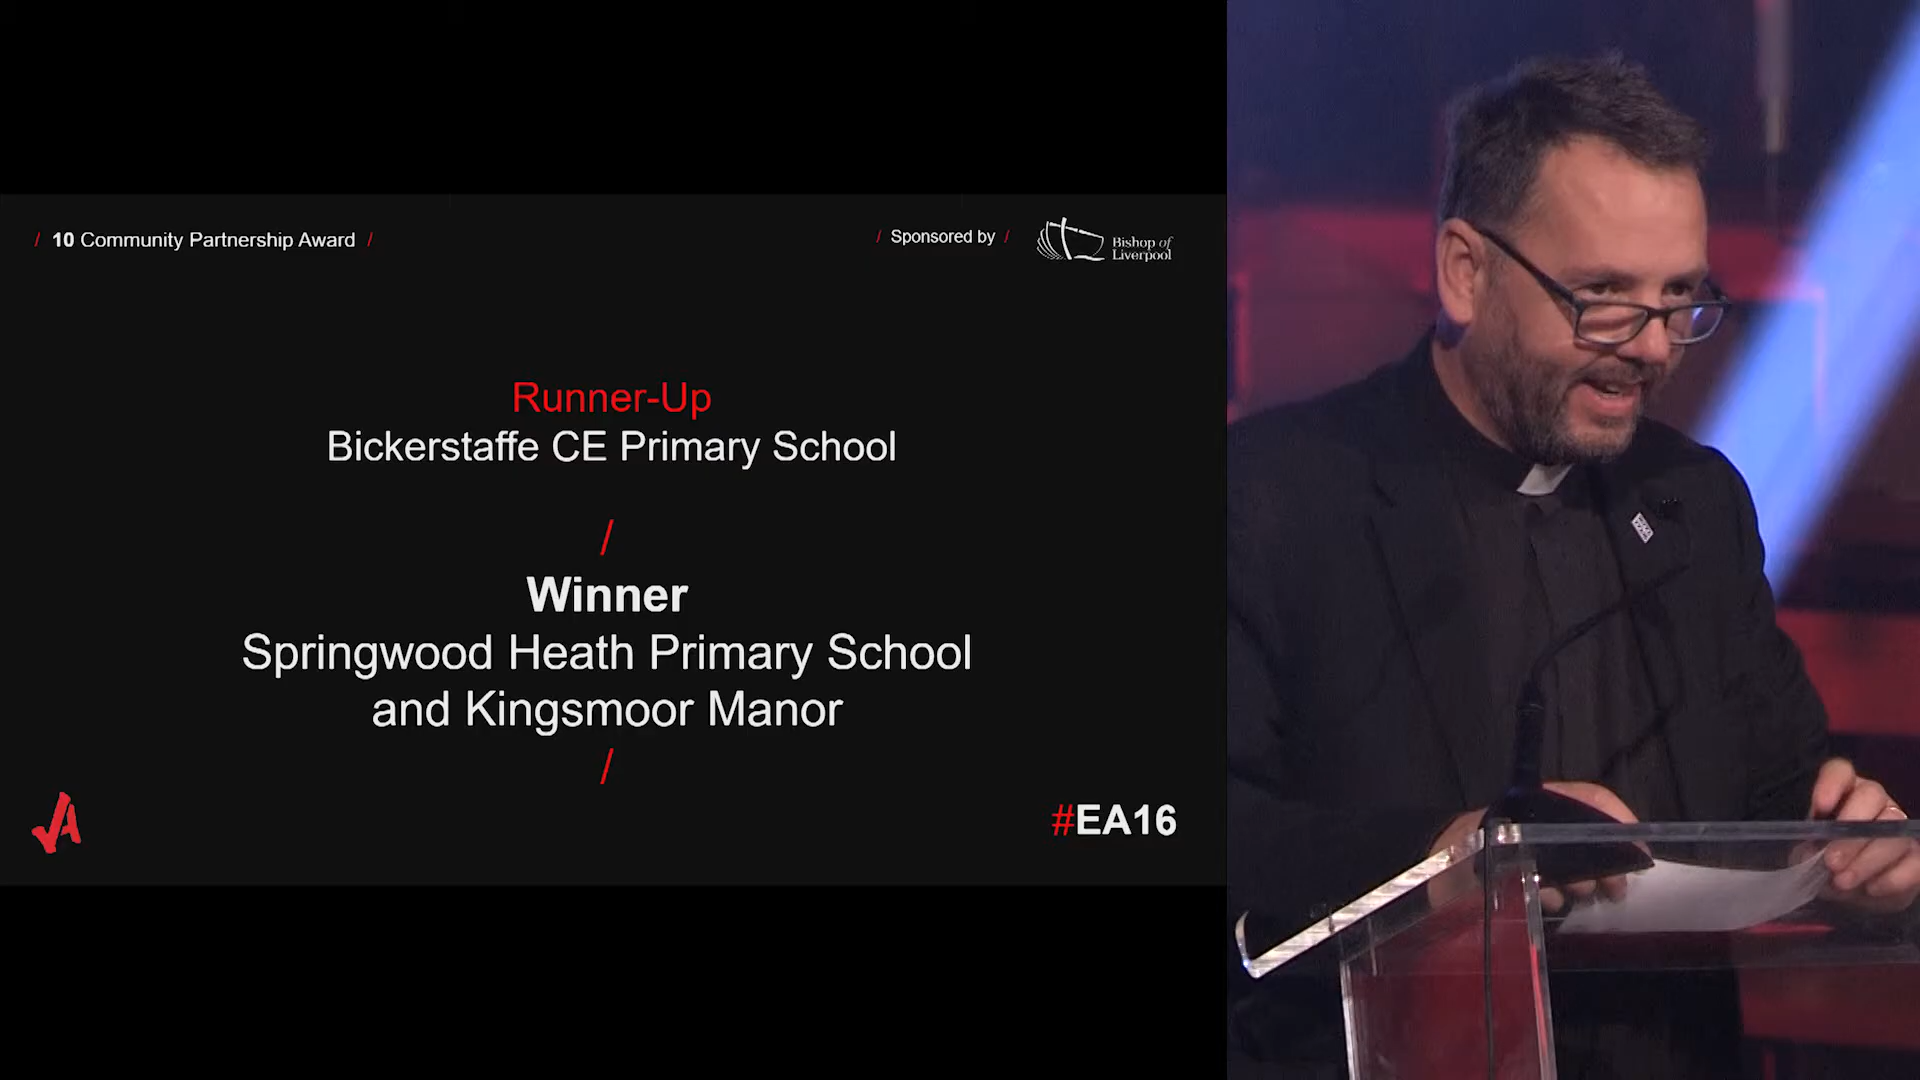 / 10 Community Partnership Award /
/ Sponsored by /
Bishop of
Liverpool
Runner-Up
Bickerstaffe CE Primary School
/
Winner
Springwood Heath Primary School
and Kingsmoor Manor
/
#EA16